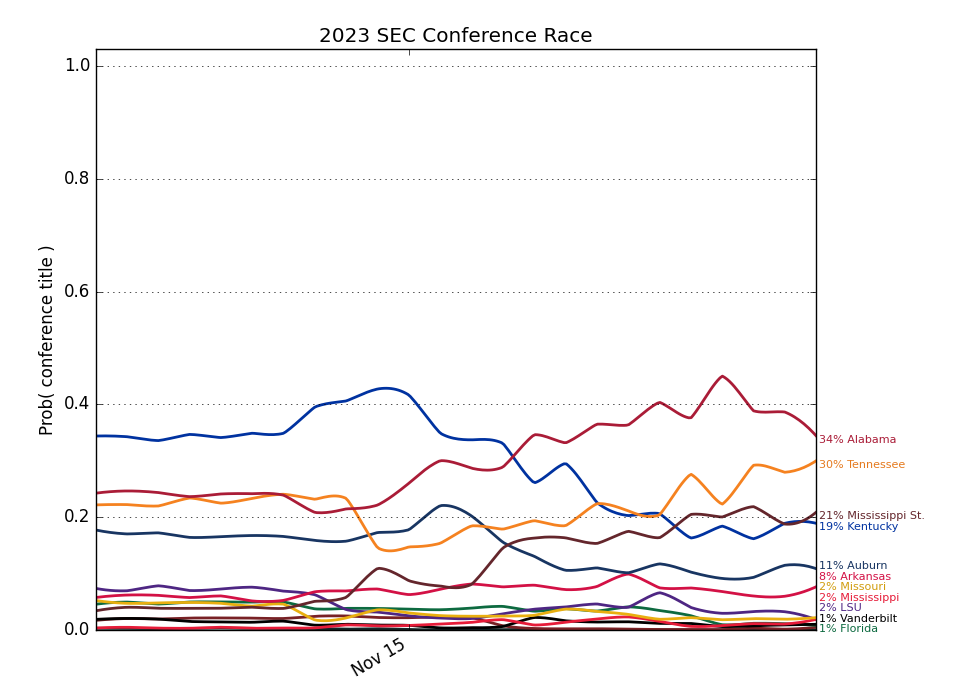 2023 SEC Conference Race
Prob( conference title )
1.0
0.8
0.6
0.4
0.2
0.0
Nov 15
34% Alabama
30% Tennessee
21% Mississippi St.
19% Kentucky
11% Auburn
8% Arkansas
2% Missouri
2% Mississippi
2% LSU
1% Vanderbilt
1% Florida